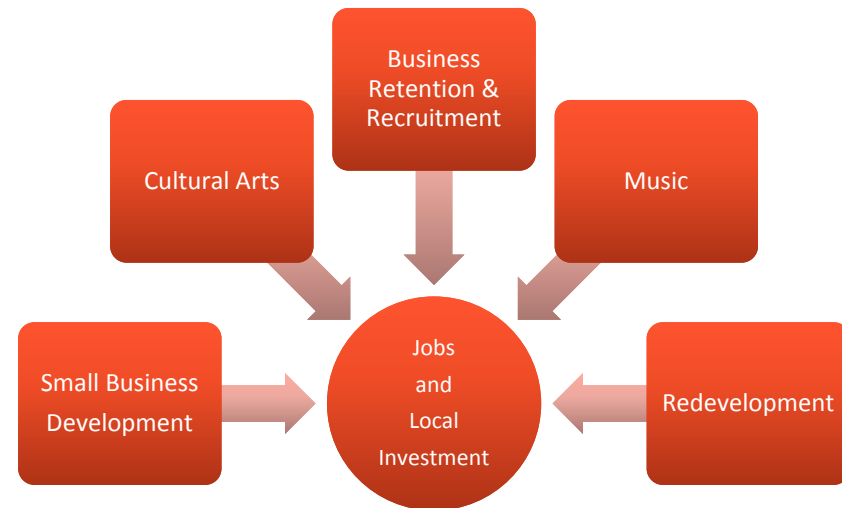 Business
Retention &
Recruitment
Cultural Arts
Music
Small Business
Development
Jobs
and
Local
Investment
Redevelopment